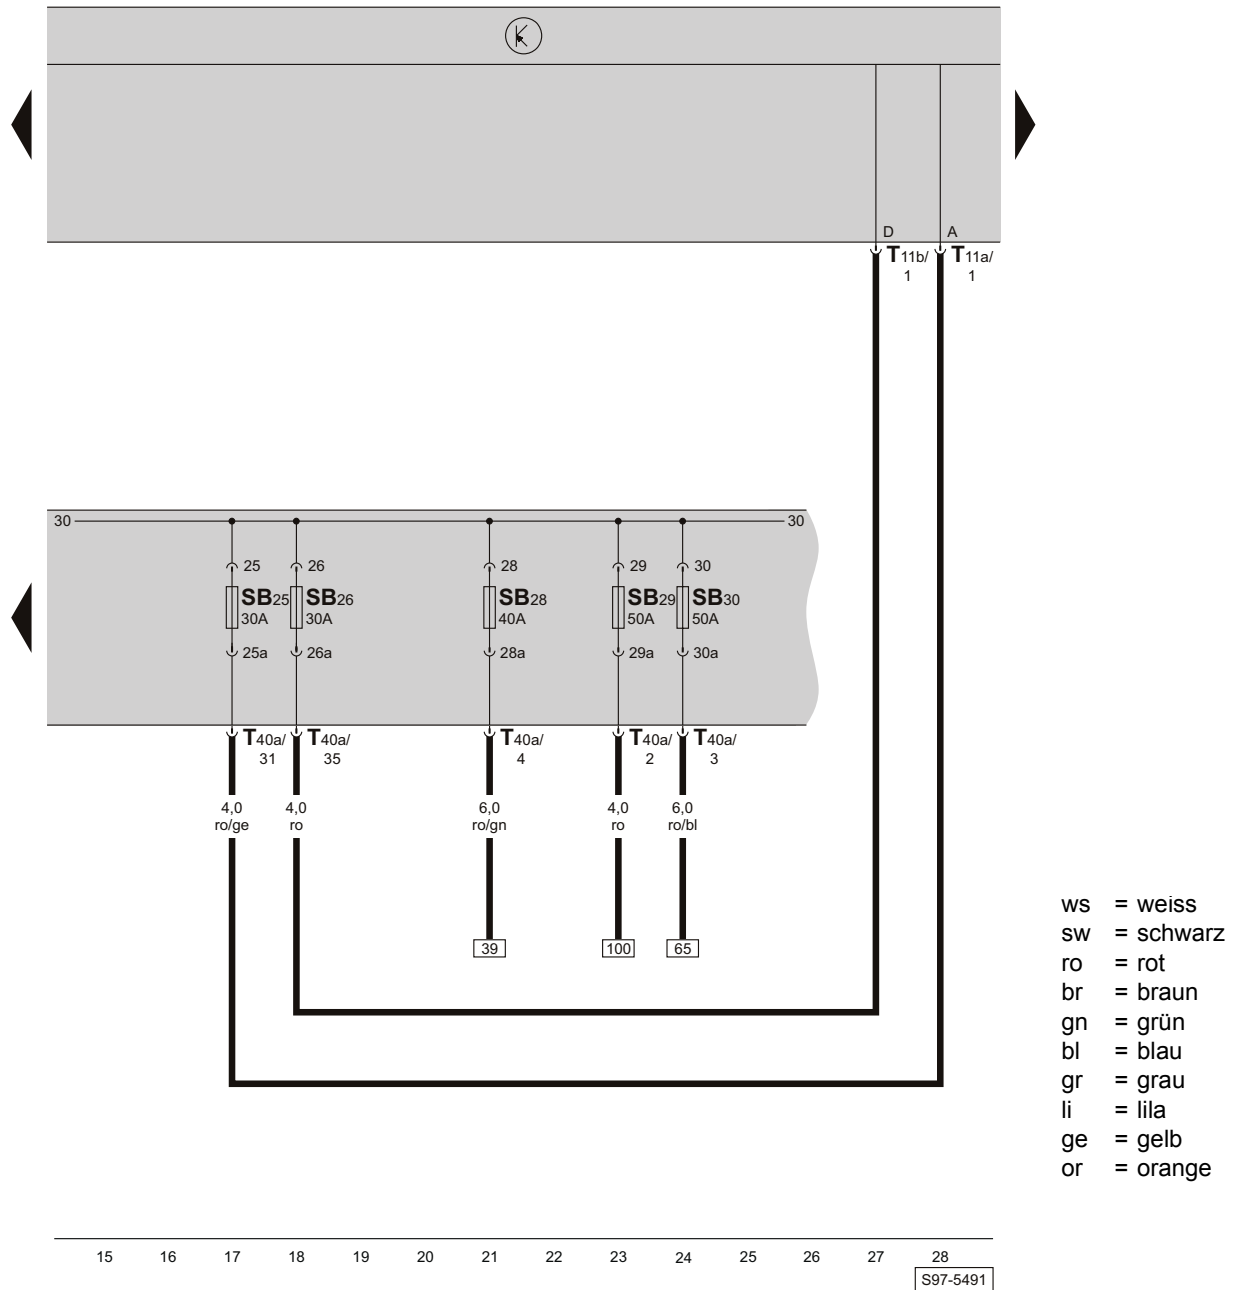 D A
T11b/ T11a/
1 1
30 30
25 26 28 29 30
SB25 SB26 SB28 SB29 SB30
30A 30A 40A 50A 50A
25a 26a 28a 29a 30a
T40a/ T40a/ T40a/ T40a/ T40a/
31 35 4 2 3
4,0 4,0 6,0 4,0 6,0
ro/ge ro ro/gn ro ro/bl
39 100 65
ws = weiss
sw = schwarz
ro = rot
br = braun
gn = grün
bl = blau
gr = grau
li = lila
ge = gelb
or = orange
15 16 17 18 19 20 21 22 23 24 25 26 27 28
S97-5491